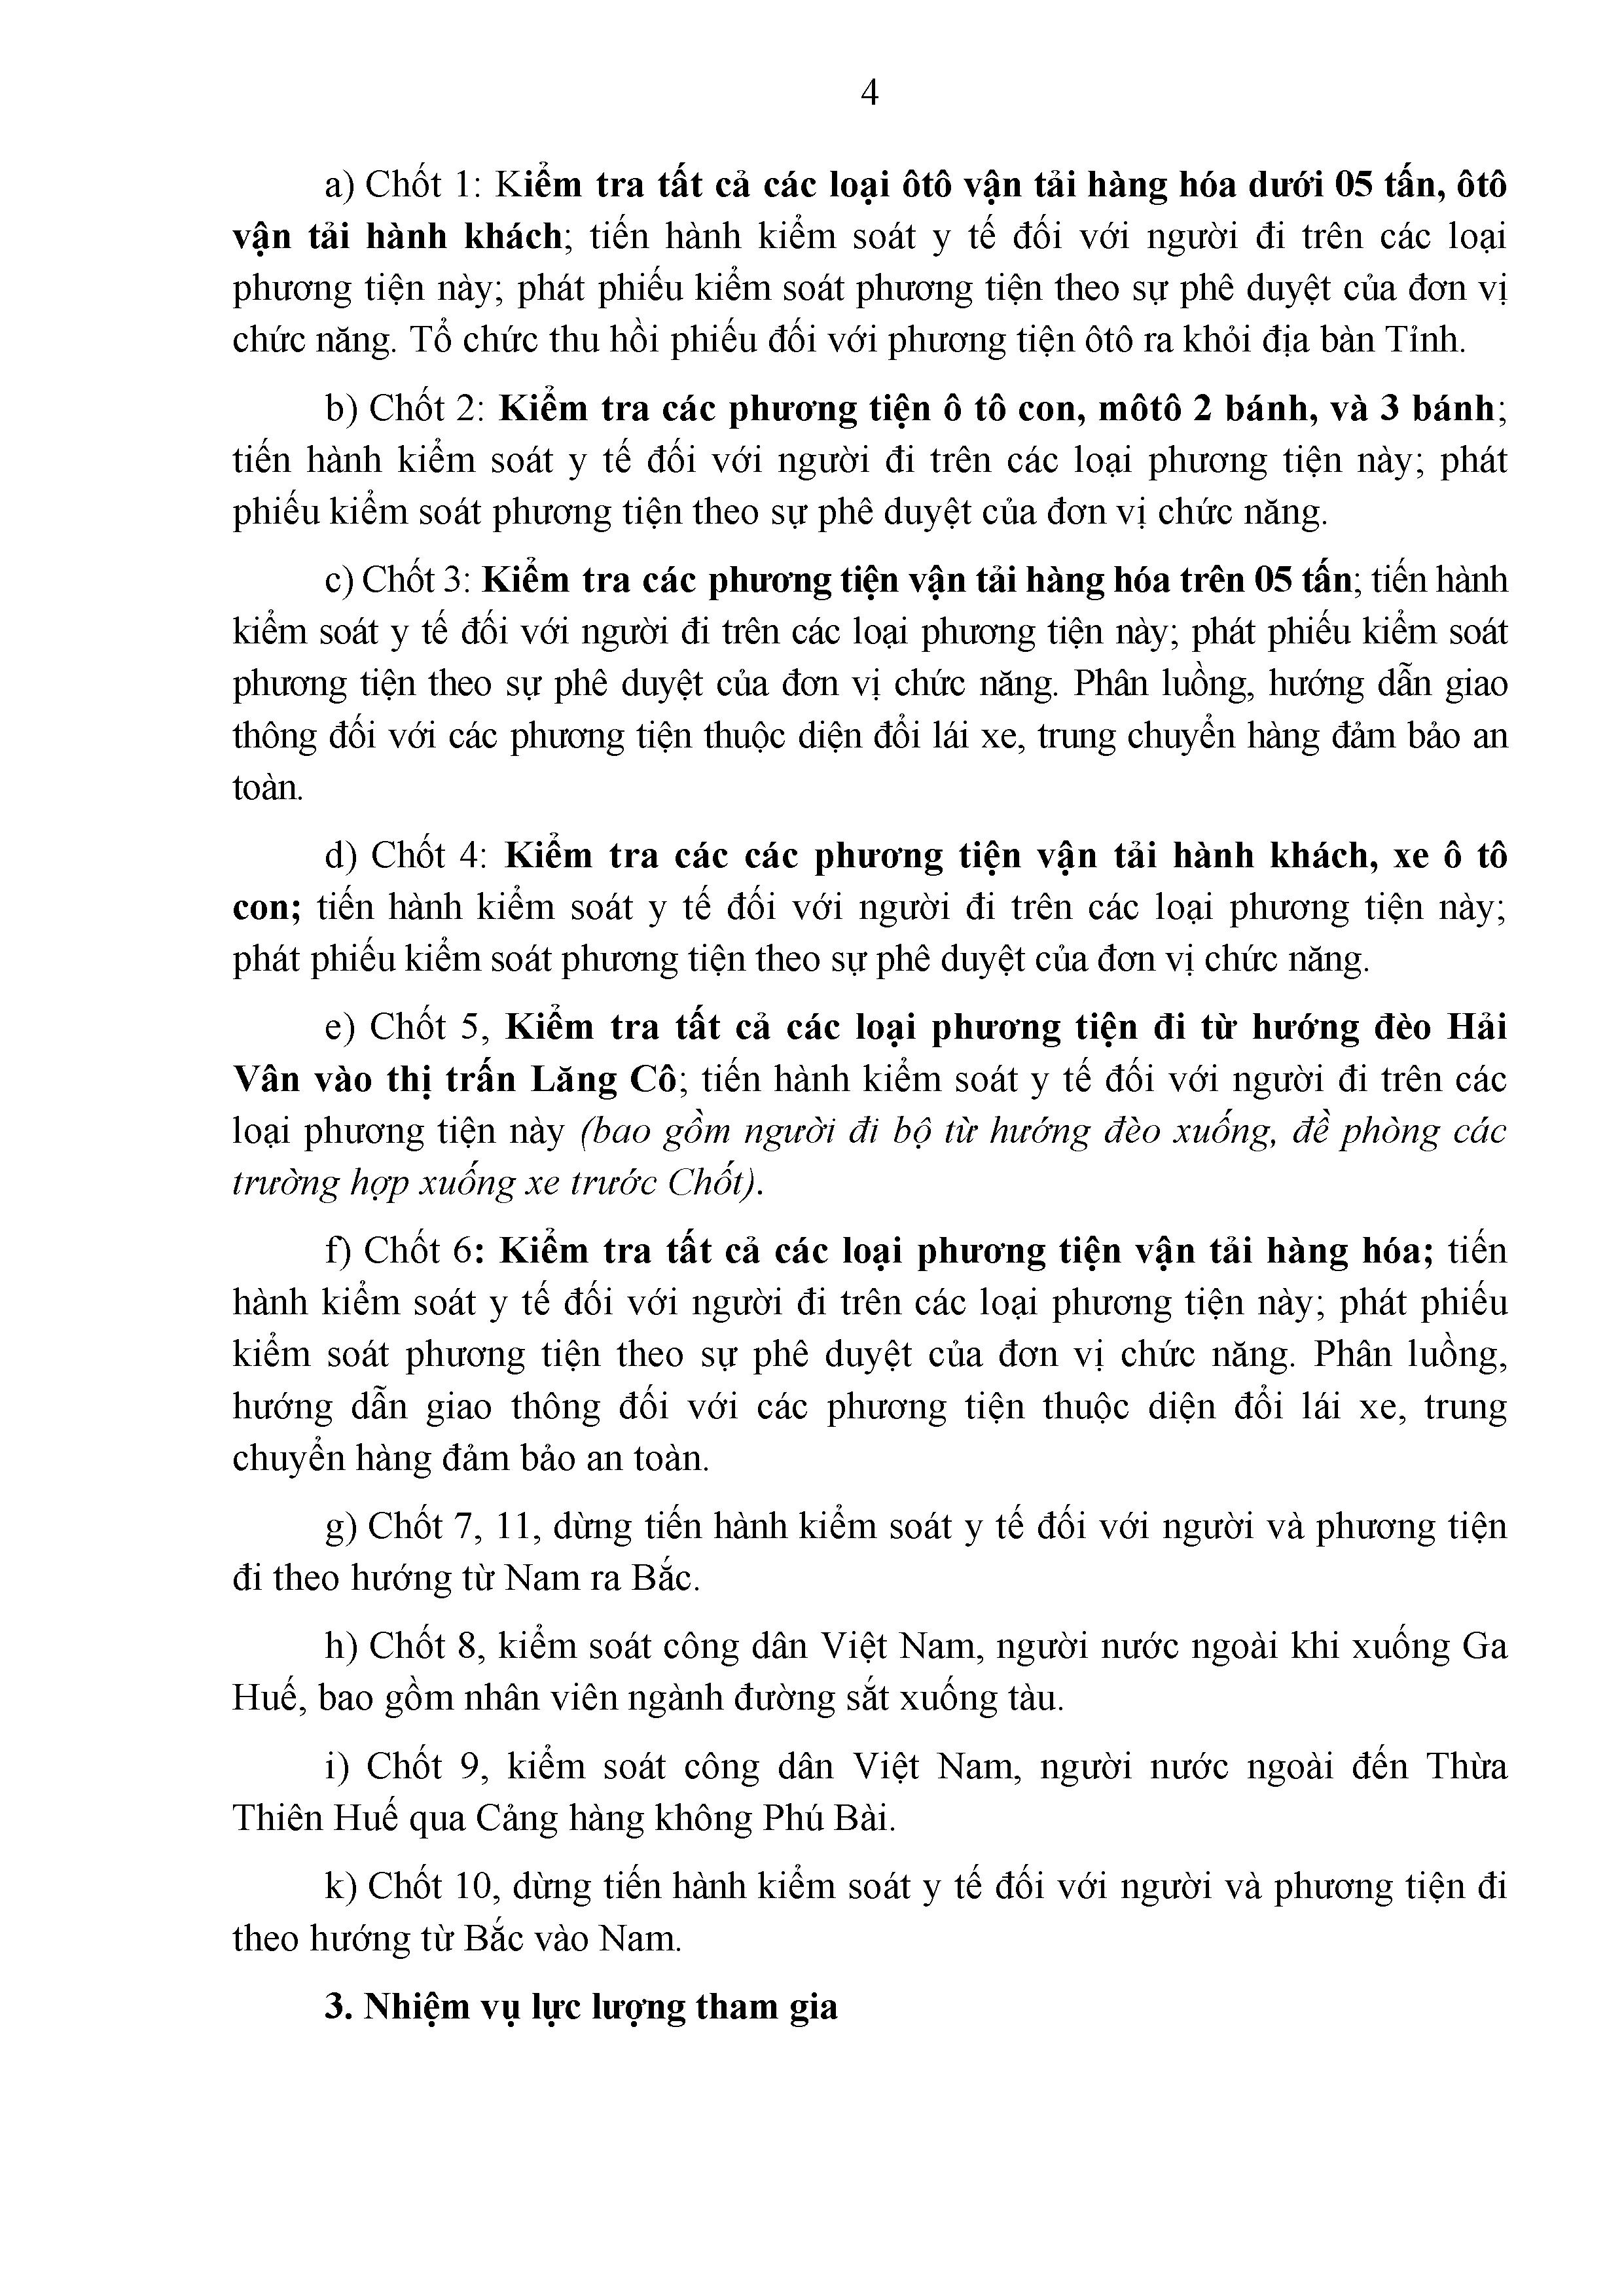 4
a) Chốt 1: Kiểm tra tất cả các loại ôtô vận tải hàng hóa dưới 05 tấn, ôtô
vận tải hành khách; tiến hành kiểm soát y tế đối với người đi trên các loại
phương tiện này; phát phiếu kiểm soát phương tiện theo sự phê duyệt của đơn vị
chức năng. Tổ chức thu hồi phiếu đối với phương tiện ôtô ra khỏi địa bàn Tỉnh.
b) Chốt 2: Kiểm tra các phương tiện ô tô con, môtô 2 bánh, và 3 bánh;
tiến hành kiểm soát y tế đối với người đi trên các loại phương tiện này; phát
phiếu kiểm soát phương tiện theo sự phê duyệt của đơn vị chức năng.
c) Chốt 3: Kiểm tra các phương tiện vận tải hàng hóa trên 05 tấn; tiến hành
kiểm soát y tế đối với người đi trên các loại phương tiện này; phát phiếu kiểm soát
phương tiện theo sự phê duyệt của đơn vị chức năng. Phân luồng, hướng dẫn giao
thông đối với các phương tiện thuộc diện đổi lái xe, trung chuyển hàng đảm bảo an
toàn.
d) Chốt 4: Kiểm tra các các phương tiện vận tải hành khách, xe ô tô
con; tiến hành kiểm soát y tế đối với người đi trên các loại phương tiện này;
phát phiếu kiểm soát phương tiện theo sự phê duyệt của đơn vị chức năng.
e) Chốt 5, Kiểm tra tất cả các loại phương tiện đi từ hướng đèo Hải
Vân vào thị trấn Lăng Cô; tiến hành kiểm soát y tế đối với người đi trên các
loại phương tiện này (bao gồm người đi bộ từ hướng đèo xuống, đề phòng các
trường hợp xuống xe trước Chốt).
f) Chốt 6: Kiểm tra tất cả các loại phương tiện vận tải hàng hóa; tiến
hành kiểm soát y tế đối với người đi trên các loại phương tiện này; phát phiếu
kiểm soát phương tiện theo sự phê duyệt của đơn vị chức năng. Phân luồng,
hướng dẫn giao thông đối với các phương tiện thuộc diện đổi lái xe, trung
chuyển hàng đảm bảo an toàn.
g) Chốt 7, 11, dừng tiến hành kiểm soát y tế đối với người và phương tiện
đi theo hướng từ Nam ra Bắc.
h) Chốt 8, kiểm soát công dân Việt Nam, người nước ngoài khi xuống Ga
Huế, bao gồm nhân viên ngành đường sắt xuống tàu.
i) Chốt 9, kiểm soát công dân Việt Nam, người nước ngoài đến Thừa
Thiên Huế qua Cảng hàng không Phú Bài.
k) Chốt 10, dừng tiến hành kiểm soát y tế đối với người và phương tiện đi
theo hướng từ Bắc vào Nam.
3. Nhiệm vụ lực lượng tham gia